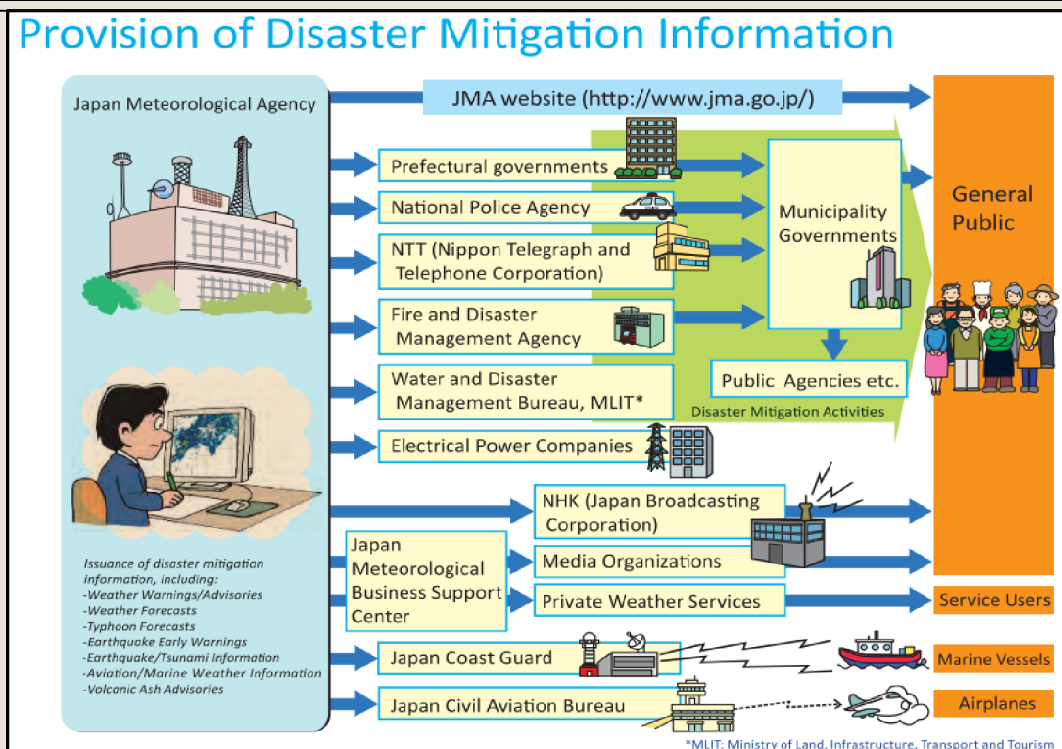 Provision of Disaster Mitigation Information
Japan Meteorological Agency
JMA website (http://www.jma.go.jp/)
Prefectural governments
National Police Agency
NTT (Nippon Telegraph and
Telephone Corporation)
Fire and Disaster
Management Agency
Water and Disaster
Management Bureau, MLIT*
Electrical Power Companies
Municipality
Governments
Public Agencies etc.
Disaster Mitigation Activities
General
Public
NHK (Japan Broadcasting
Corporation)
Japan
Meteorological
Business Support
Center
Media Organizations
Private Weather Services
Service Users
Japan Coast Guard
Marine Vessels
Japan Civil Aviation Bureau
Airplanes
Issuance of disaster mitigation
information, including:
-Weather Warnings/Advisories
-Weather Forecasts
-Typhoon Forecasts
-Earthquake Early Warnings
-Earthquake/Tsunami Information
-Aviation/Marine Weather Information
-Volcanic Ash Advisories
*MLIT: Ministry of Land, Infrastructure, Transport and Tourism